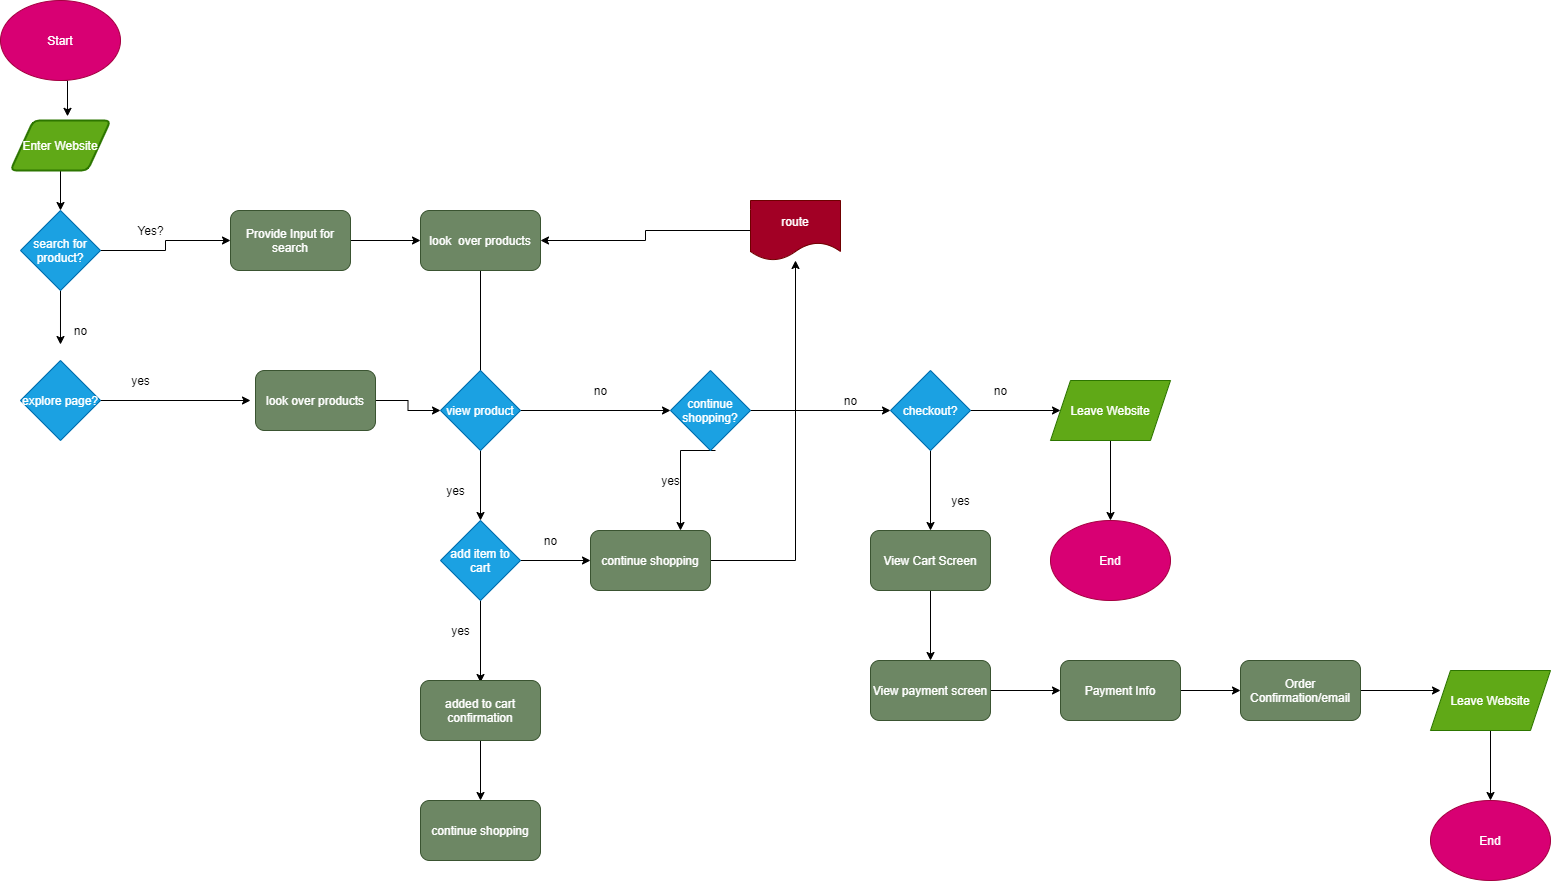 Start
Enter Website
search for
product?
Yes?
Provide Input for
search
look  over products
route
no
explore page?
yes
look over products
view product
no
continue
shopping?
no
checkout?
no
Leave Website
yes
yes
yes
add item to
cart
no
continue shopping
View Cart Screen
End
yes
added to cart
confirmation
View payment screen
Payment Info
Order
Confirmation/email
Leave Website
continue shopping
End